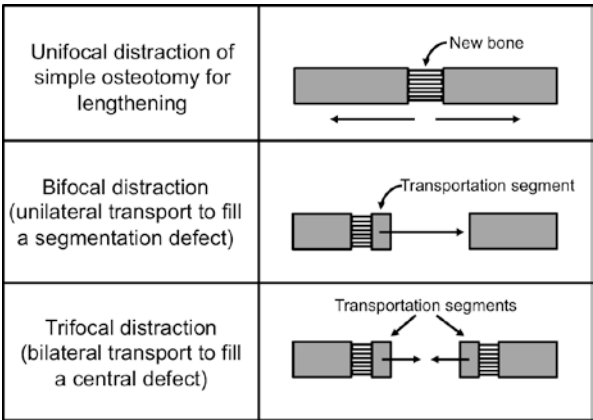 Unifocal distraction of
simple osteotomy for
lengthening
New bone
Bifocal distraction
(unilateral transport to fill
a segmentation defect)
Transportation segment
Trifocal distraction
(bilateral transport to fill
a central defect)
Transportation segments